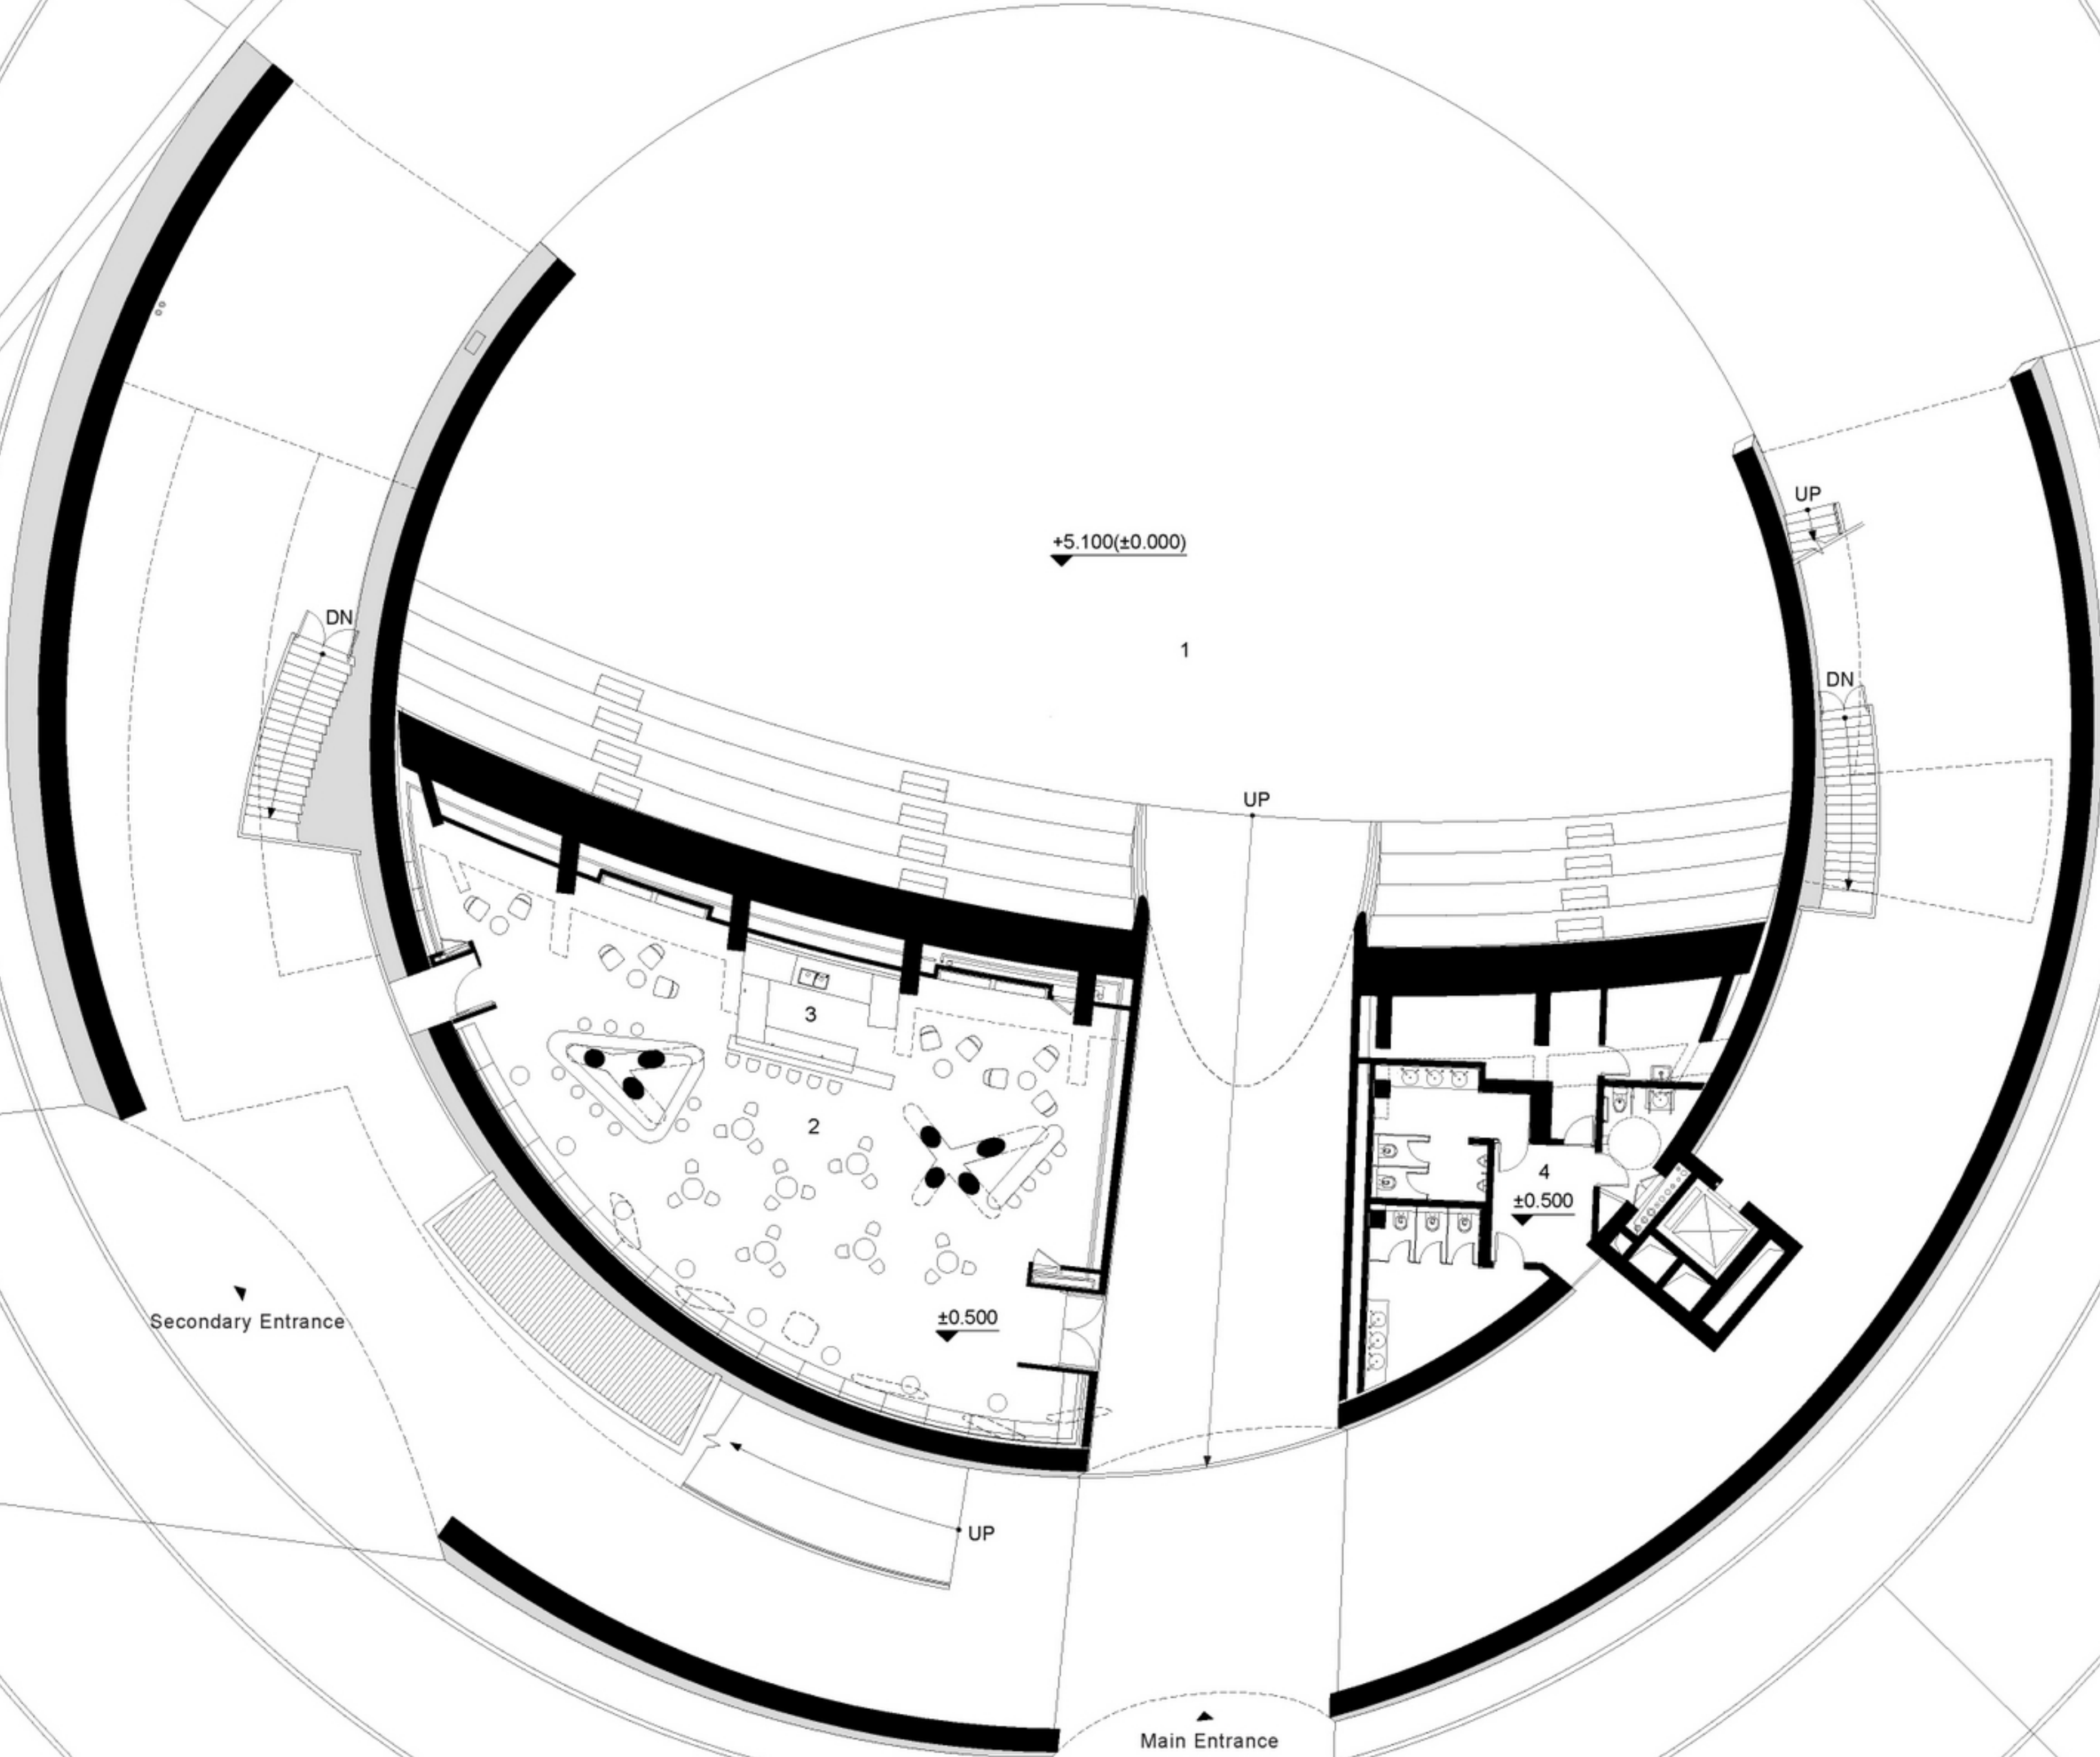 UP
+5.100(±0.000)
DN
1
DN
UP
3
2
4
±0.500
±0.500
Secondary Entrance
UP
Main Entrance